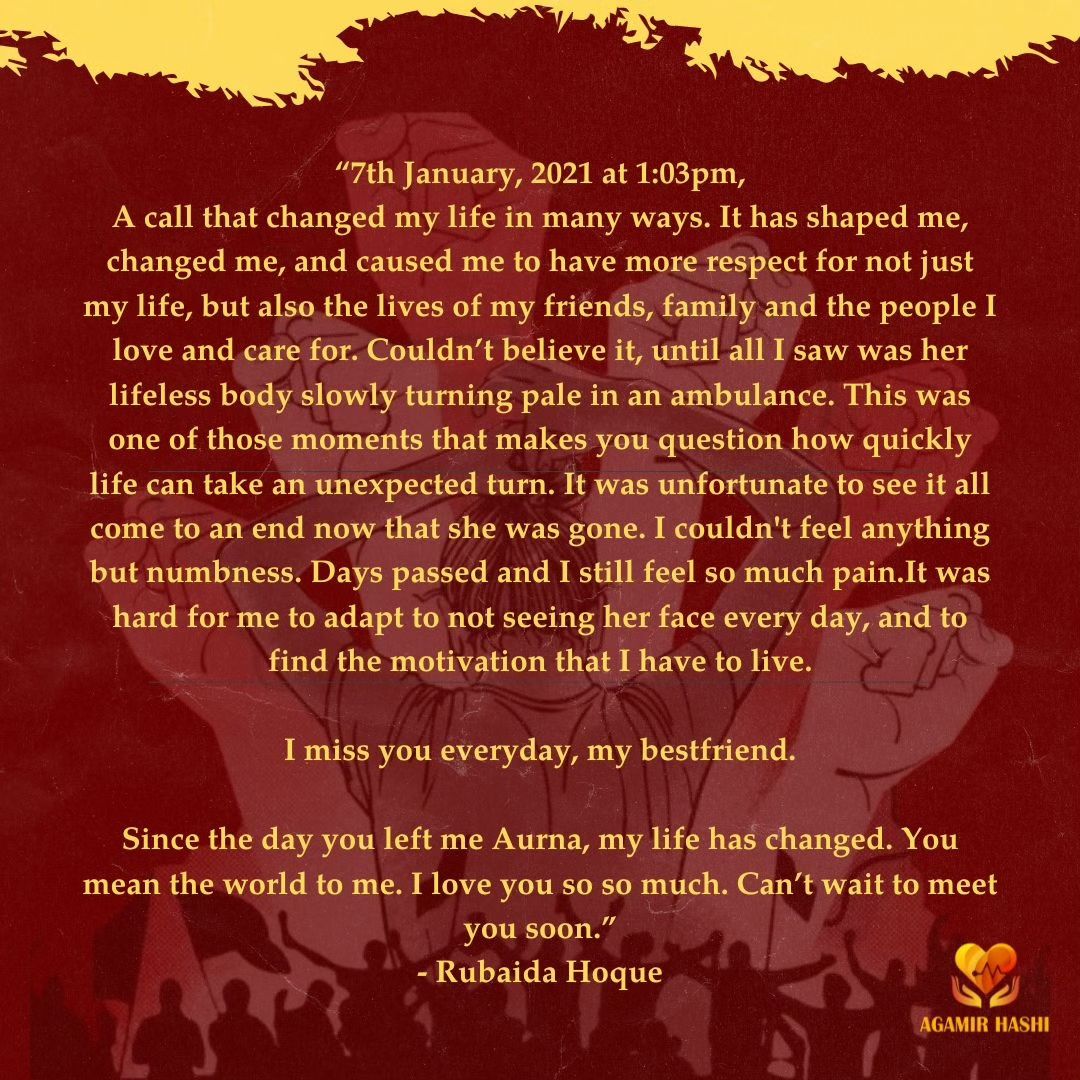 “7th January, 2021 at 1:03pm,
A call that changed my life in many ways. It has shaped me,
changed me, and caused me to have more respect for not just
my life, but also the lives of my friends, family and the people I
love and care for. Couldn’t believe it, until all I saw was her
lifeless body slowly turning pale in an ambulance. This was
one of those moments that makes you question how quickly
life can take an unexpected turn. It was unfortunate to see it all
come to an end now that she was gone. I couldn't feel anything
but numbness. Days passed and I still feel so much pain.It was
hard for me to adapt to not seeing her face every day, and to
find the motivation that I have to live.
I miss you everyday, my bestfriend.
Since the day you left me Aurna, my life has changed. You
mean the world to me. I love you so so much. Can’t wait to meet
you soon.”
- Rubaida Hoque
AGAMIR HASHI